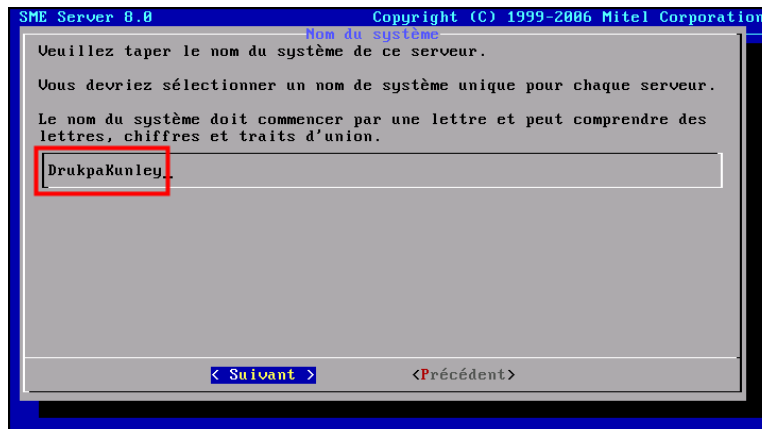 SME Server 8.0 Copyright (C) 1999-2006 Mitel Corporation
Nom du système
Veuillez taper le nom du système de ce serveur.
Vous devriez sélectionner un nom de système unique pour chaque serveur.
Le nom du système doit commencer par une lettre et peut comprendre des
lettres, chiffres et traits d'union.
DrukpaKunley_
< Suivant > <Précédent>